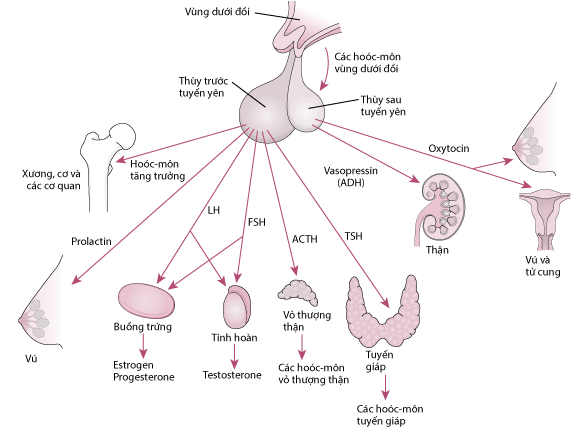 Vùng dưới đồi
Các hoóc-môn
vùng dưới đồi
Thùy trước
tuyến yên
Thùy sau
tuyến yên
Oxytocin
Hoóc-môn
tăng trưởng
Xương, cơ và
các cơ quan
Vasopressin
(ADH)
LH
FSH
Prolactin
ACTH
TSH
Thận
Vú và
tử cung
Vú
Buồng trứng
Tinh hoàn
Vỏ thượng
thận
Tuyến
giáp
Estrogen
Progesterone
Testosterone
Các hoóc-môn
vỏ thượng thận
Các hoóc-môn
tuyến giáp